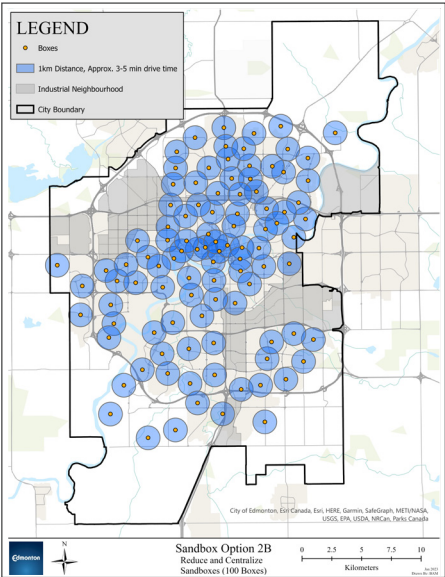 LEGEND
Boxes
1km Distance, Approx. 3-5 min drive time
Industrial Neighbourhood
City Boundary
City of Edmonton, Esri Canada, Esri, HERE, Garmin, SafeGraph, METI/NASA,
USGS, EPA, USDA, NRCan, Parks Canada
Edmonton
N
Sandbox Option 2B
Reduce and Centralize
Sandboxes (100 Boxes)
0 2.5 5 7.5 10
Kilometers